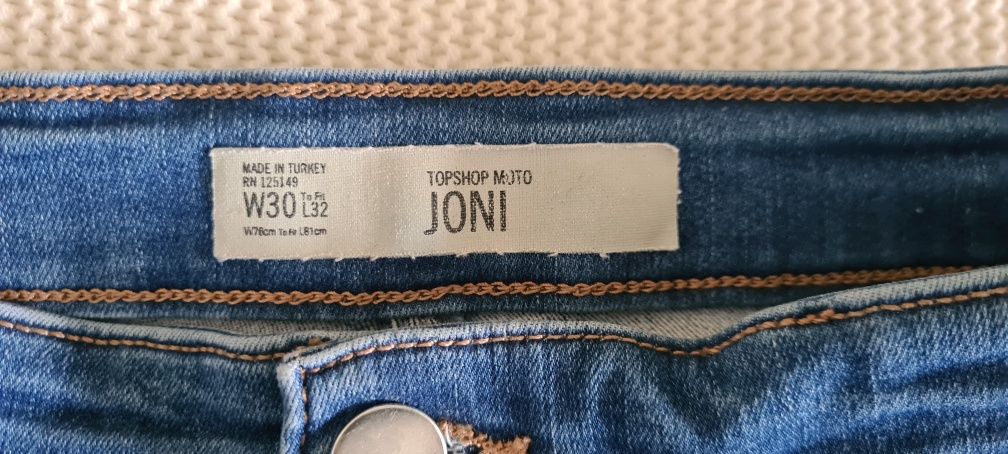 MADE IN TURKEY
RN 125149
W30 To Fit L32
W76cm To Fit L81cm
TOPSHOP MOTO
JONI